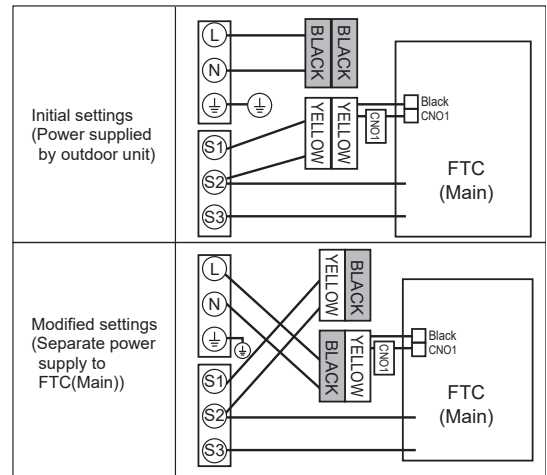 Initial settings
(Power supplied
by outdoor unit)
L
N
S1
S2
S3
BLACK
BLACK
YELLOW
YELLOW
CNO1
Black
CNO1
FTC
(Main)
Modified settings
(Separate power
supply to
FTC(Main))
L
N
S1
S2
S3
YELLOW
BLACK
BLACK
YELLOW
CNO1
Black
CNO1
FTC
(Main)